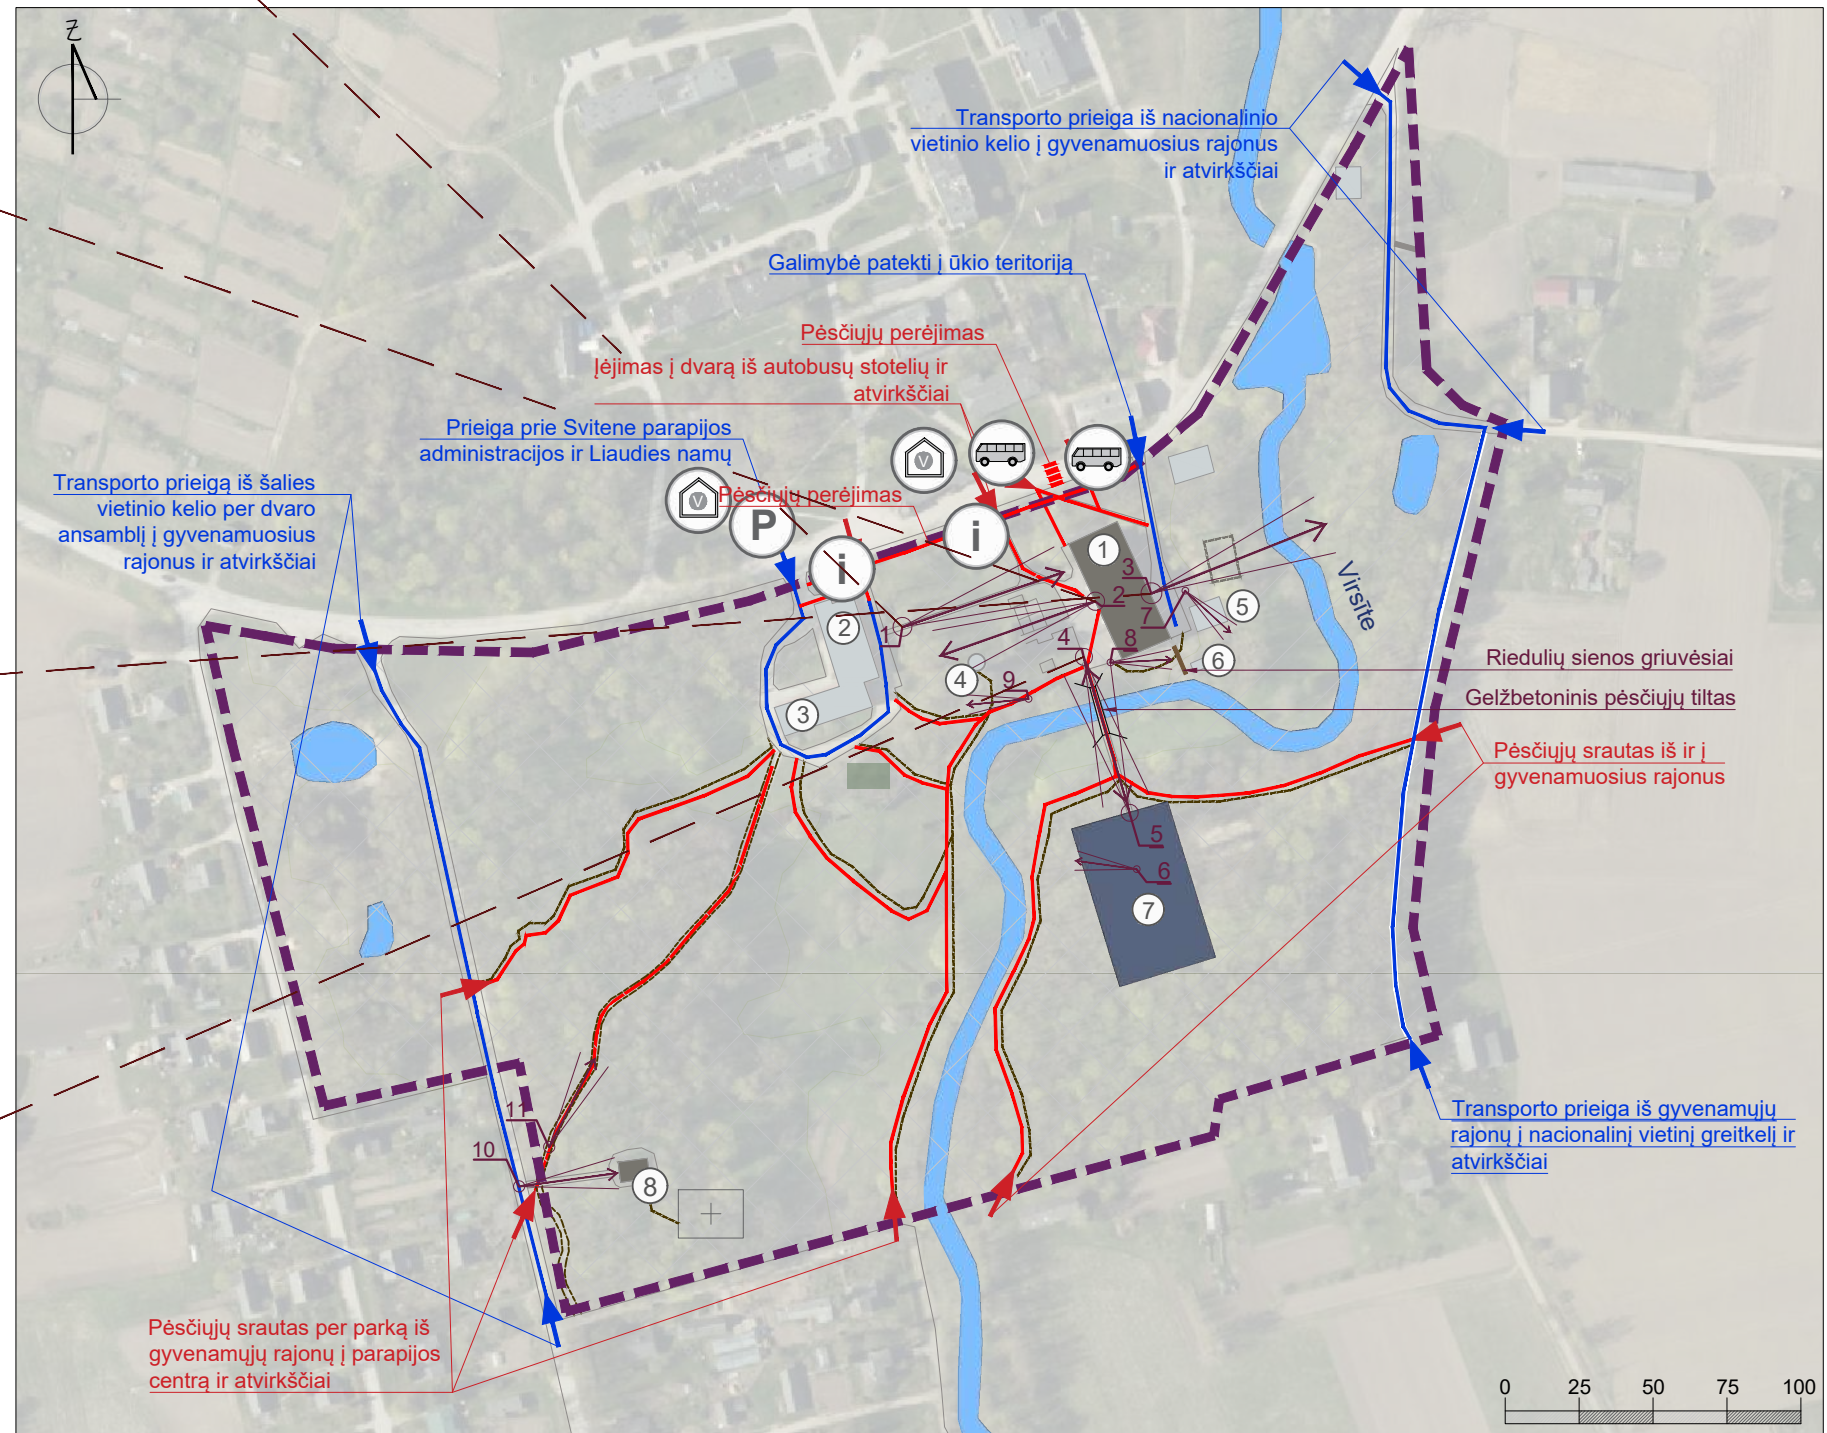 Z
Transporto prieiga iš nacionalinio
vietinio kelio į gyvenamuosius rajonus
ir atvirkščiai
Galimybė patekti į ūkio teritoriją
Pėsčiųjų perėjimas
Įėjimas į dvarą iš autobusų stotelių ir
atvirkščiai
Prieiga prie Svitene parapijos
administracijos ir Liaudies namų
Pėsčiųjų perėjimas
Transporto prieigą iš šalies
vietinio kelio per dvaro
ansamblį į gyvenamuosius
rajonus ir atvirkščiai
V
V
P
i
i
1
2
3
4
5
6
7
8
1
2
3
4
5
6
7
8
9
10
11
Virsīte
Riedulių sienos griuvėsiai
Gelžbetoninis pėsčiųjų tiltas
Pėsčiųjų srautas iš ir į
gyvenamuosius rajonus
Transporto prieiga iš gyvenamųjų
rajonų į nacionalinį vietinį greitkelį ir
atvirkščiai
Pėsčiųjų srautas per parką iš
gyvenamųjų rajonų į parapijos
centrą ir atvirkščiai
0 25 50 75 100